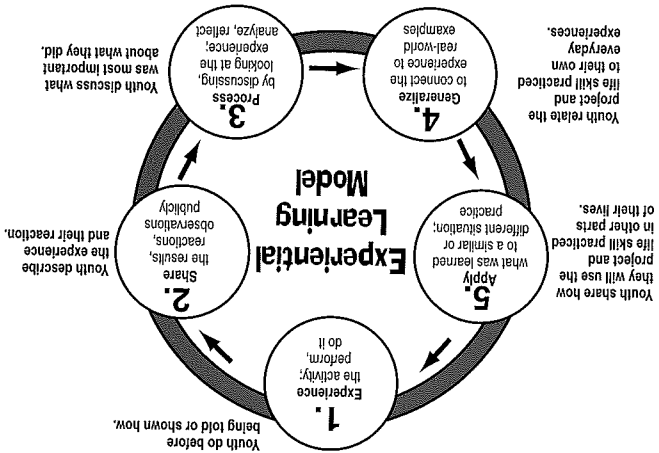 Youth do before
being told or shown how.
1.
Experience
the activity;
perform,
do it
Youth share how
they will use the
project and
life skill practiced
in other parts
of their lives.
5.
Apply
what was learned
to a similar or
different situation;
practice
Experiential
Learning
Model
2.
Share
the results,
reactions,
observations
publicly
Youth describe
the experience
and their reaction.
Youth relate the
project and
life skill practiced
to their own
everyday
experiences.
4.
Generalize
to connect the
experience to
real-world
examples
3.
Process
by discussing,
looking at the
experience;
analyze, reflect
Youth discuss what
was most important
about what they did.